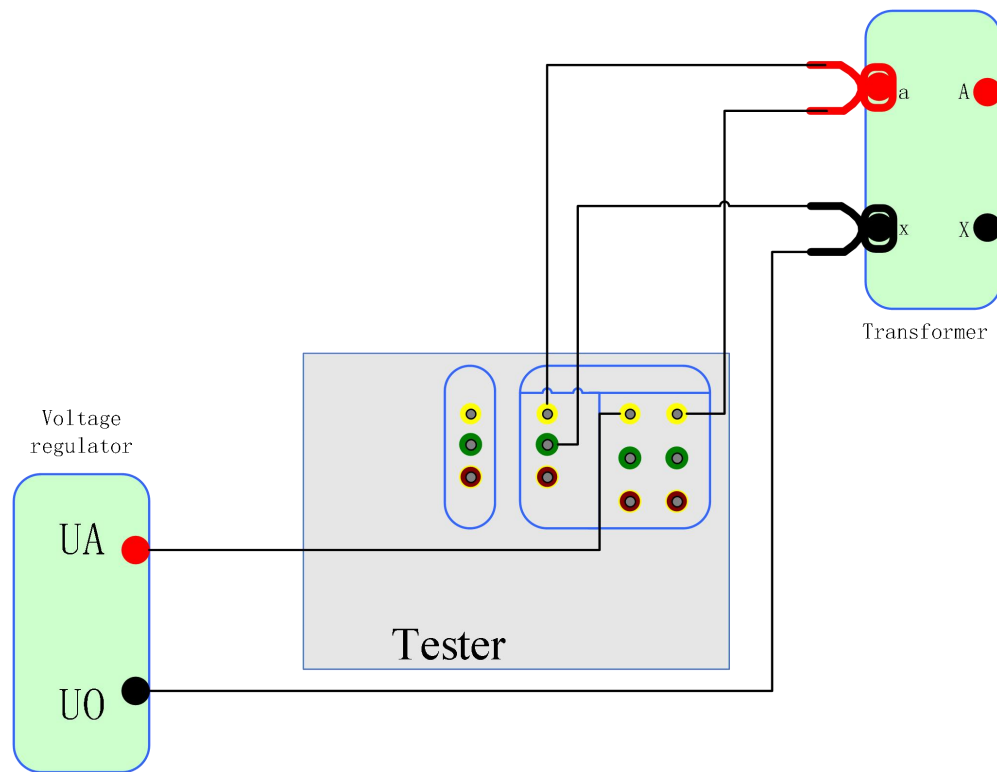 a
A
x
X
Transformer
Voltage
regulator
UA
UO
Tester